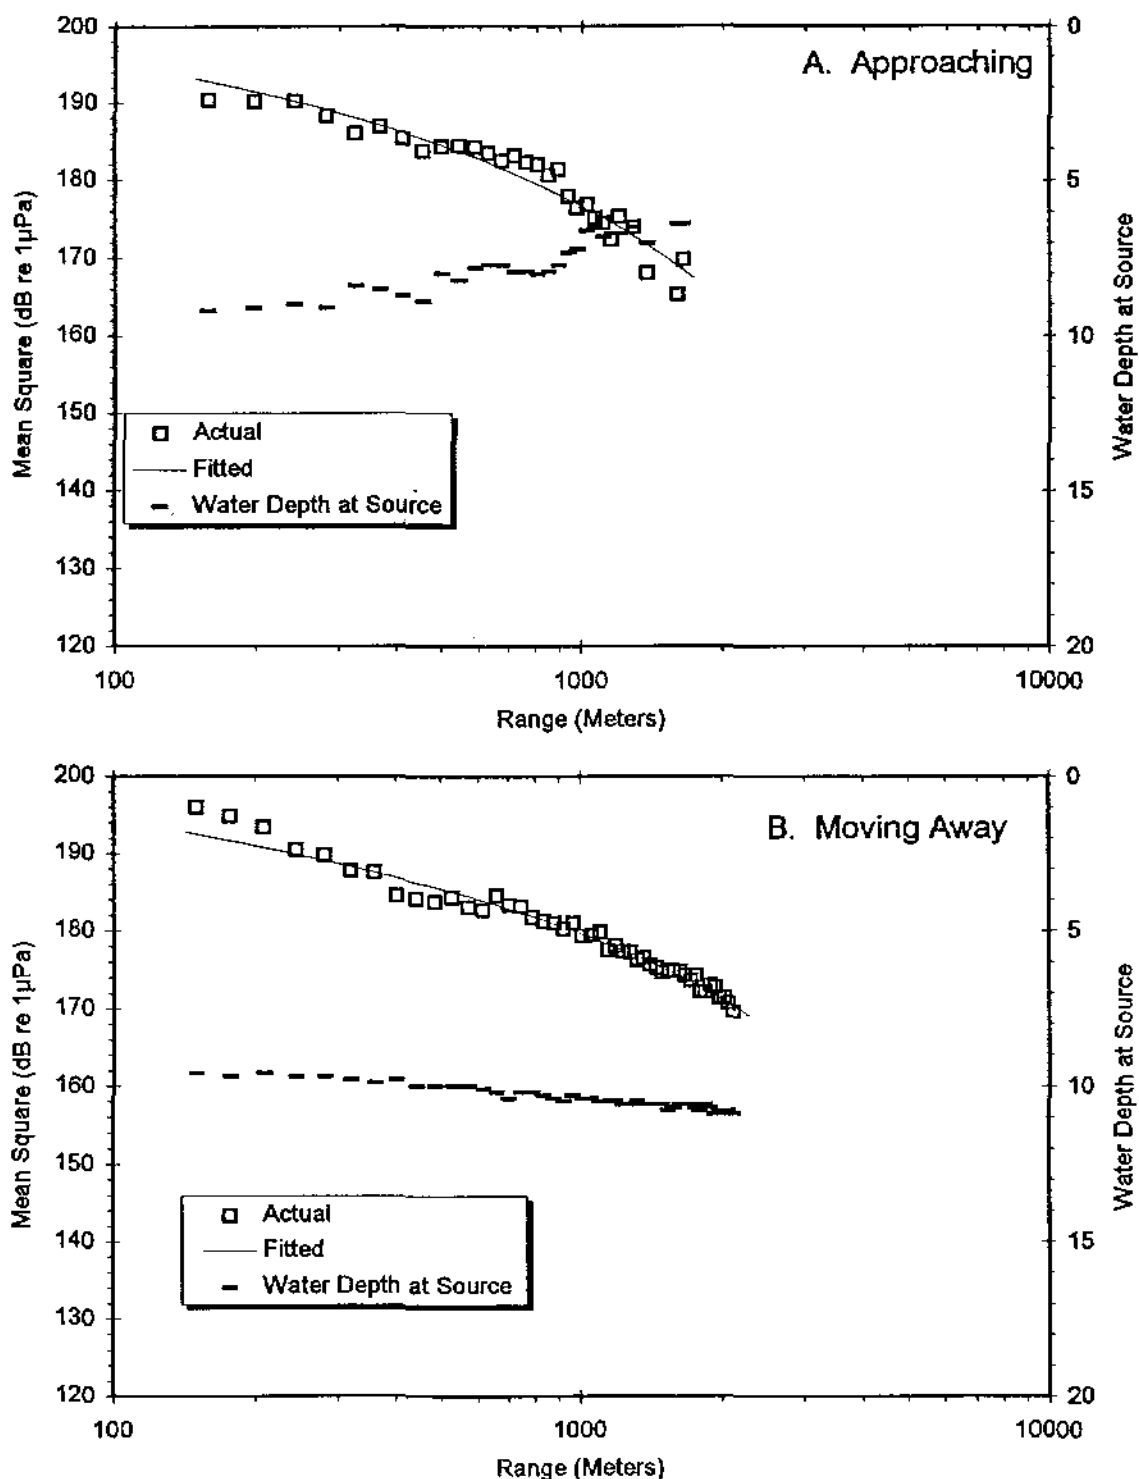 A. Approaching
Mean Square (dB re 1µPa)
200
190
180
170
160
150
140
130
120
0
5
10
15
20
Water Depth at Source
Actual
Fitted
Water Depth at Source
100
1000
10000
Range (Meters)
B. Moving Away
Mean Square (dB re 1µPa)
200
190
180
170
160
150
140
130
120
0
5
10
15
20
Water Depth at Source
Actual
Fitted
Water Depth at Source
100
1000
10000
Range (Meters)